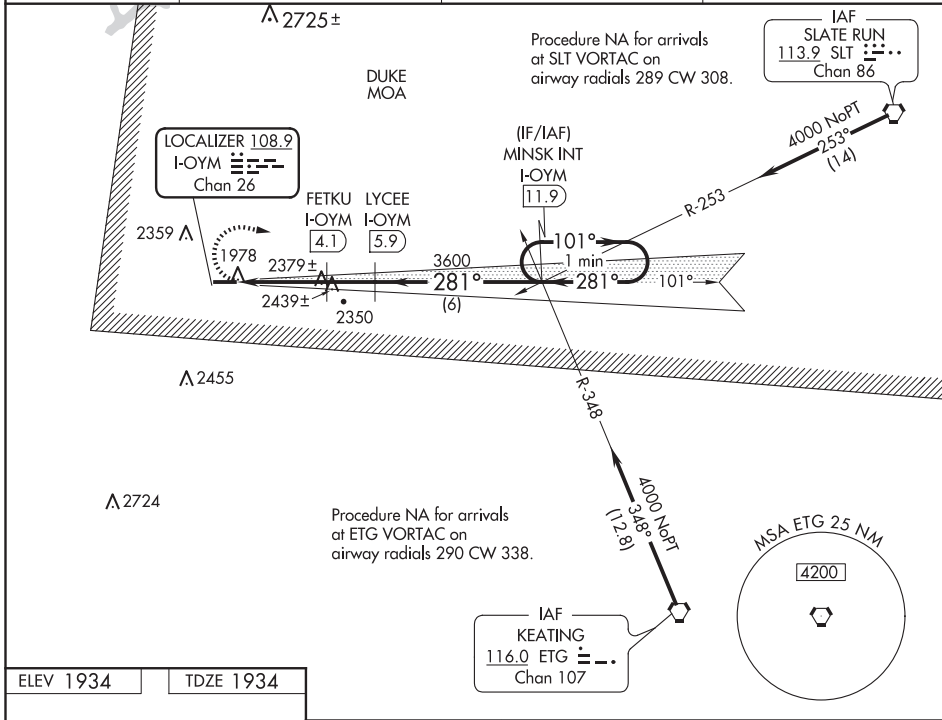 2725±
Procedure NA for arrivals
at SLT VORTAC on
airway radials 289 CW 308.
IAF
SLATE RUN
113.9 SLT
Chan 86
DUKE
MOA
LOCALIZER 108.9
I-OYM
Chan 26
(IF/IAF)
MINSK INT
I-OYM
11.9
4000 NoPT
253°
(14)
R-253
FETKU
I-OYM
4.1
LYCEE
I-OYM
5.9
2359
1978
2379±
2439±
2350
3600
281°
(6)
101°
1 min
281°
101°
2455
R-348
2724
4000 NoPT
348°
(12.8)
Procedure NA for arrivals
at ETG VORTAC on
airway radials 290 CW 338.
MSA ETG 25 NM
4200
IAF
KEATING
116.0 ETG
Chan 107
ELEV 1934
TDZE 1934